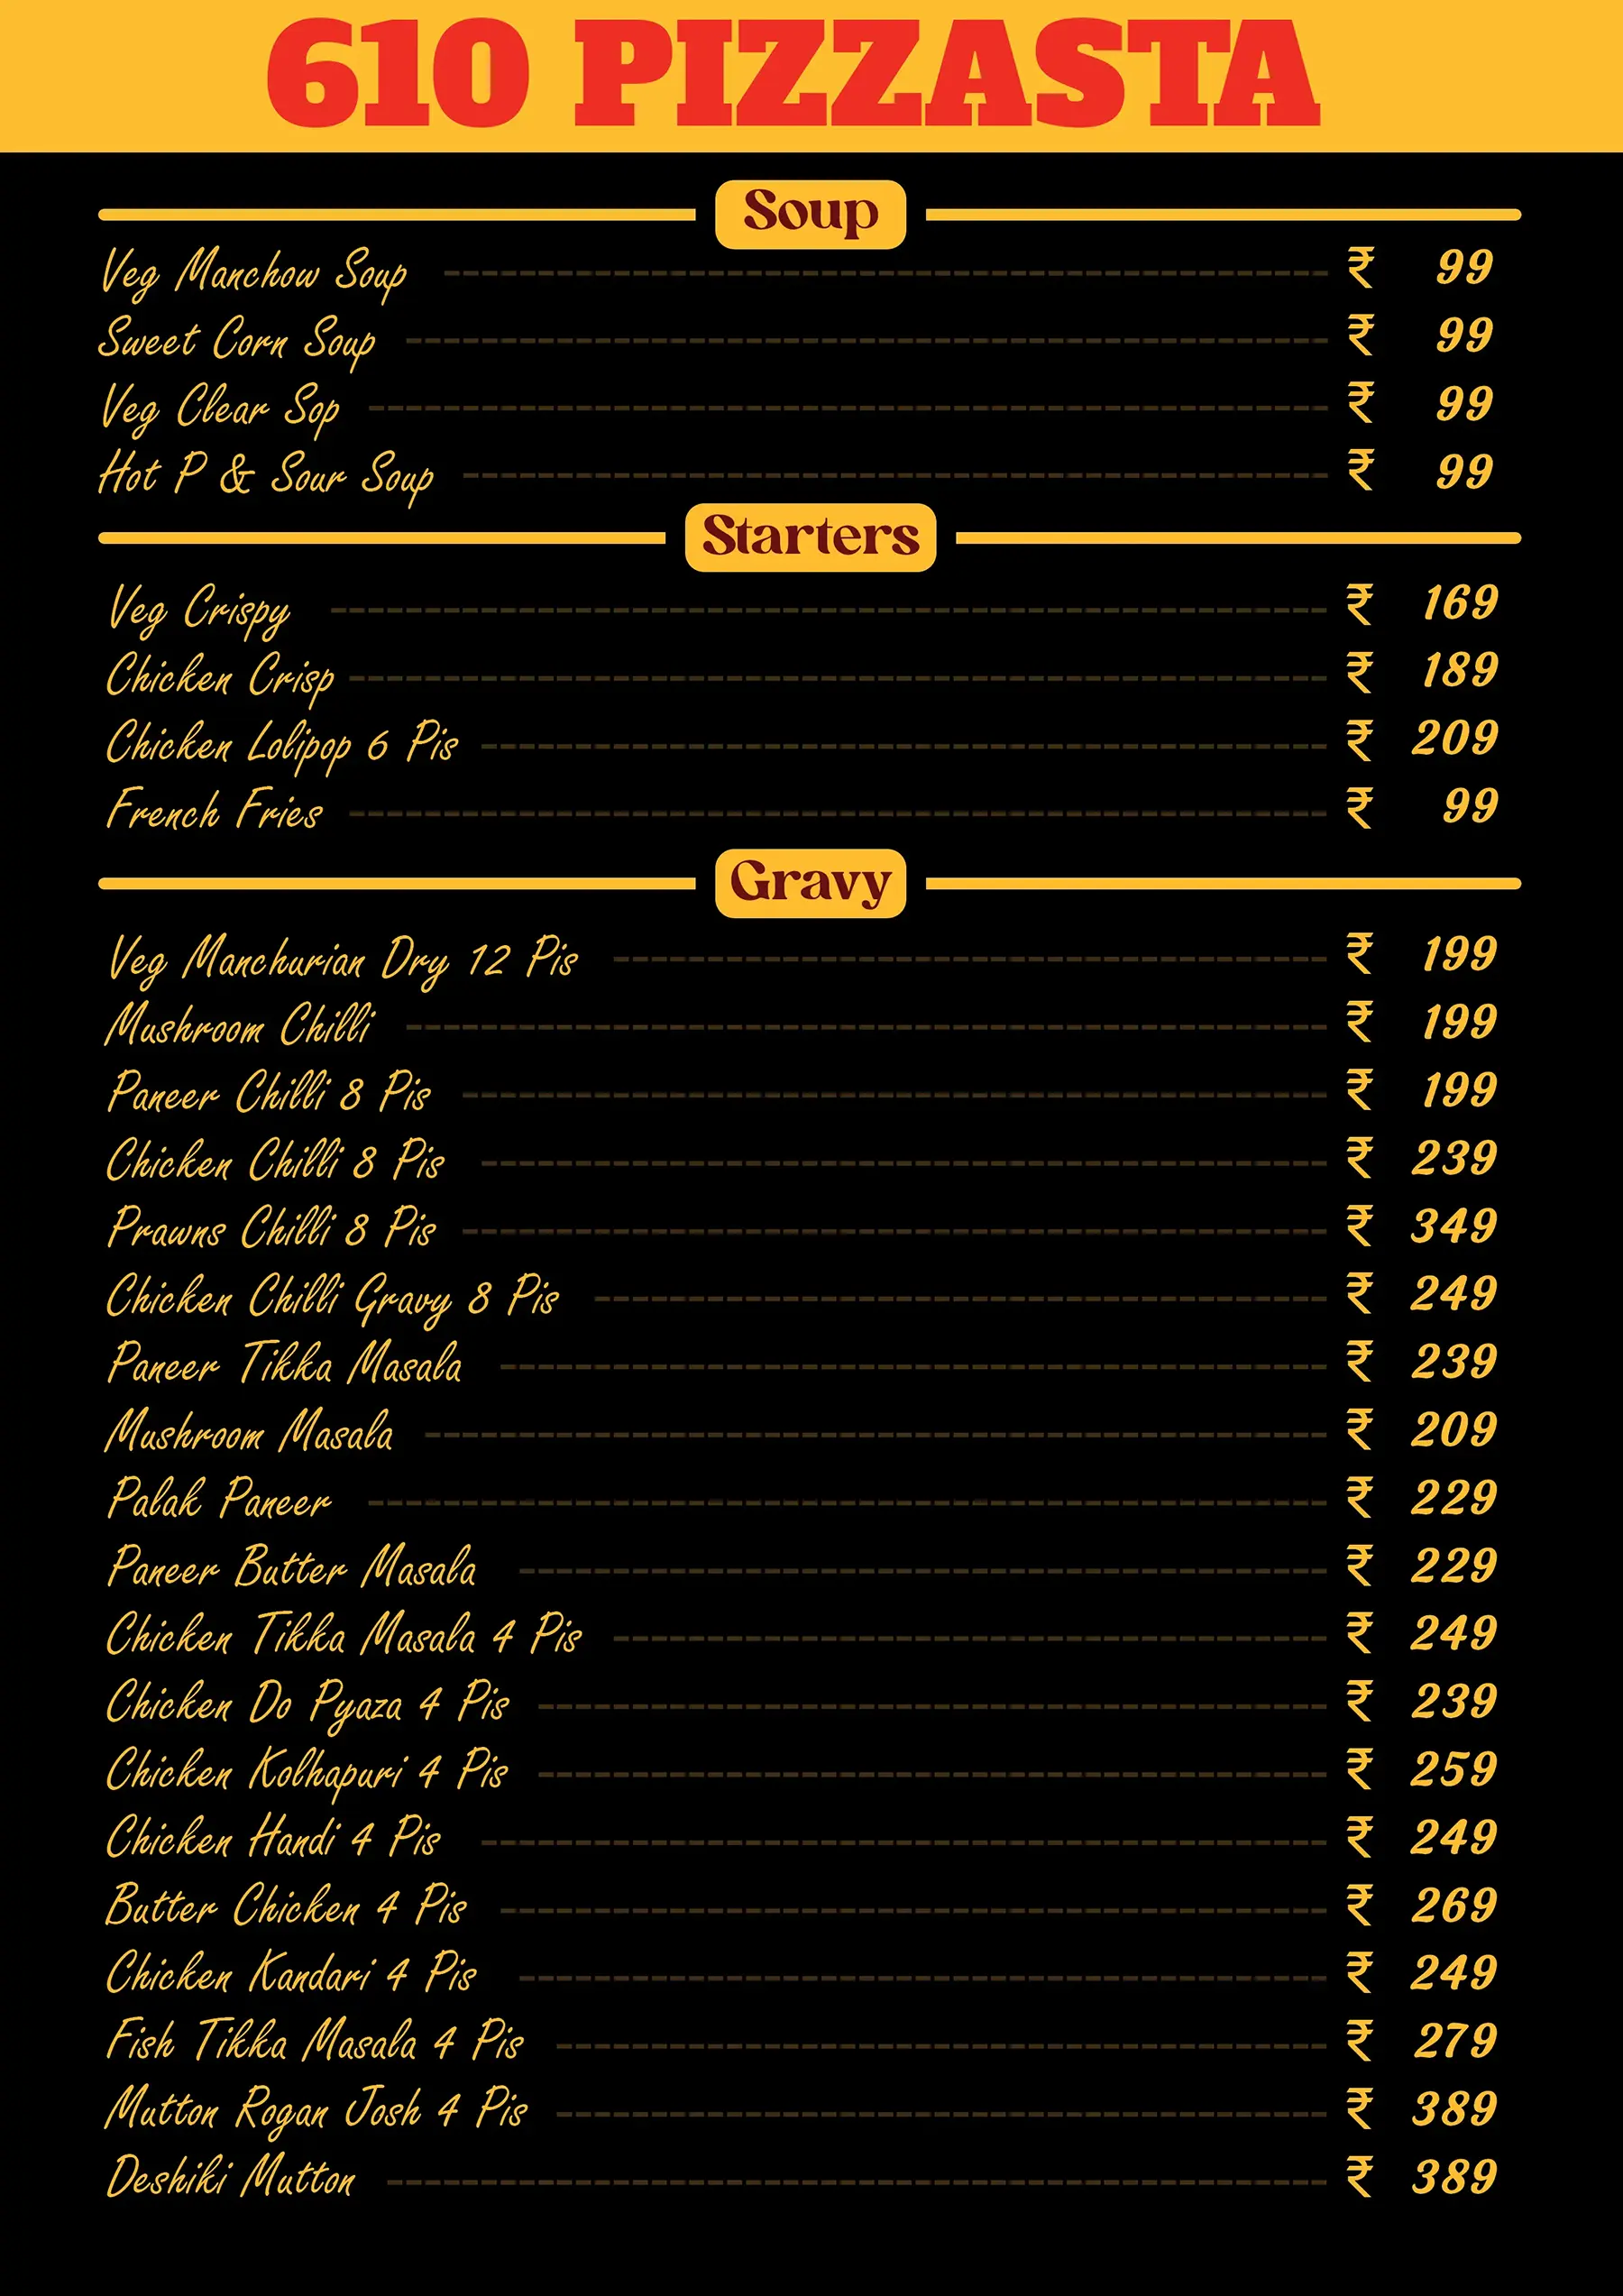 610 PIZZASTA
Soup
Veg Manchow Soup ₹ 99
Sweet Corn Soup ₹ 99
Veg Clear Sop ₹ 99
Hot P & Sour Soup ₹ 99
Starters
Veg Crispy ₹ 169
Chicken Crisp ₹ 189
Chicken Lolipop 6 Pis ₹ 209
French Fries ₹ 99
Gravy
Veg Manchurian Dry 12 Pis ₹ 199
Mushroom Chilli ₹ 199
Paneer Chilli 8 Pis ₹ 199
Chicken Chilli 8 Pis ₹ 239
Prawns Chilli 8 Pis ₹ 349
Chicken Chilli Gravy 8 Pis ₹ 249
Paneer Tikka Masala ₹ 239
Mushroom Masala ₹ 209
Palak Paneer ₹ 229
Paneer Butter Masala ₹ 229
Chicken Tikka Masala 4 Pis ₹ 249
Chicken Do Pyaza 4 Pis ₹ 239
Chicken Kolhapuri 4 Pis ₹ 259
Chicken Handi 4 Pis ₹ 249
Butter Chicken 4 Pis ₹ 269
Chicken Kandari 4 Pis ₹ 249
Fish Tikka Masala 4 Pis ₹ 279
Mutton Rogan Josh 4 Pis ₹ 389
Deshiki Mutton ₹ 389